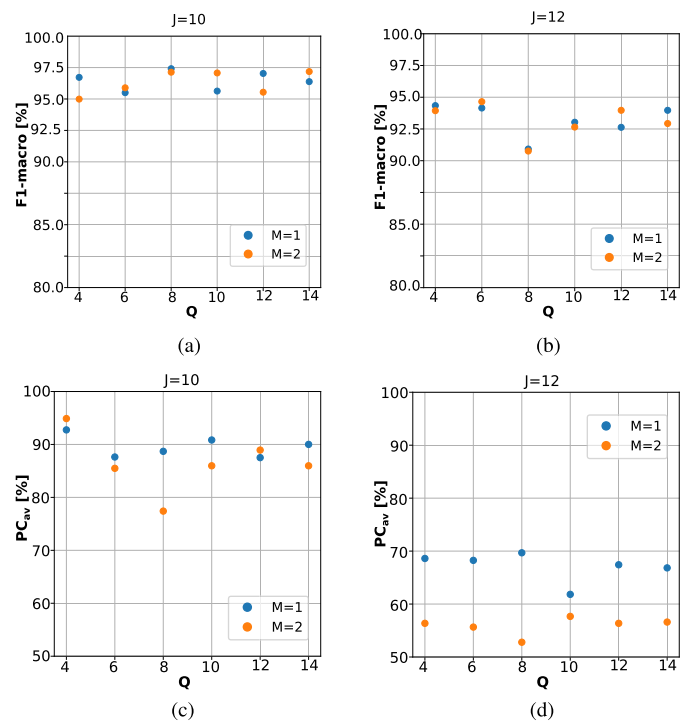 J=10
100.0
97.5
95.0
92.5
90.0
85.0
80.0
F1-macro [%]
M=1
M=2
4 6 8 10 12 14
Q
(a)
J=12
100.0
97.5
95.0
92.5
90.0
85.0
80.0
F1-macro [%]
M=1
M=2
4 6 8 10 12 14
Q
(b)
J=10
100
90
80
70
60
50
PCav [%]
M=1
M=2
4 6 8 10 12 14
Q
(c)
J=12
100
90
80
70
60
50
PCav [%]
M=1
M=2
4 6 8 10 12 14
Q
(d)